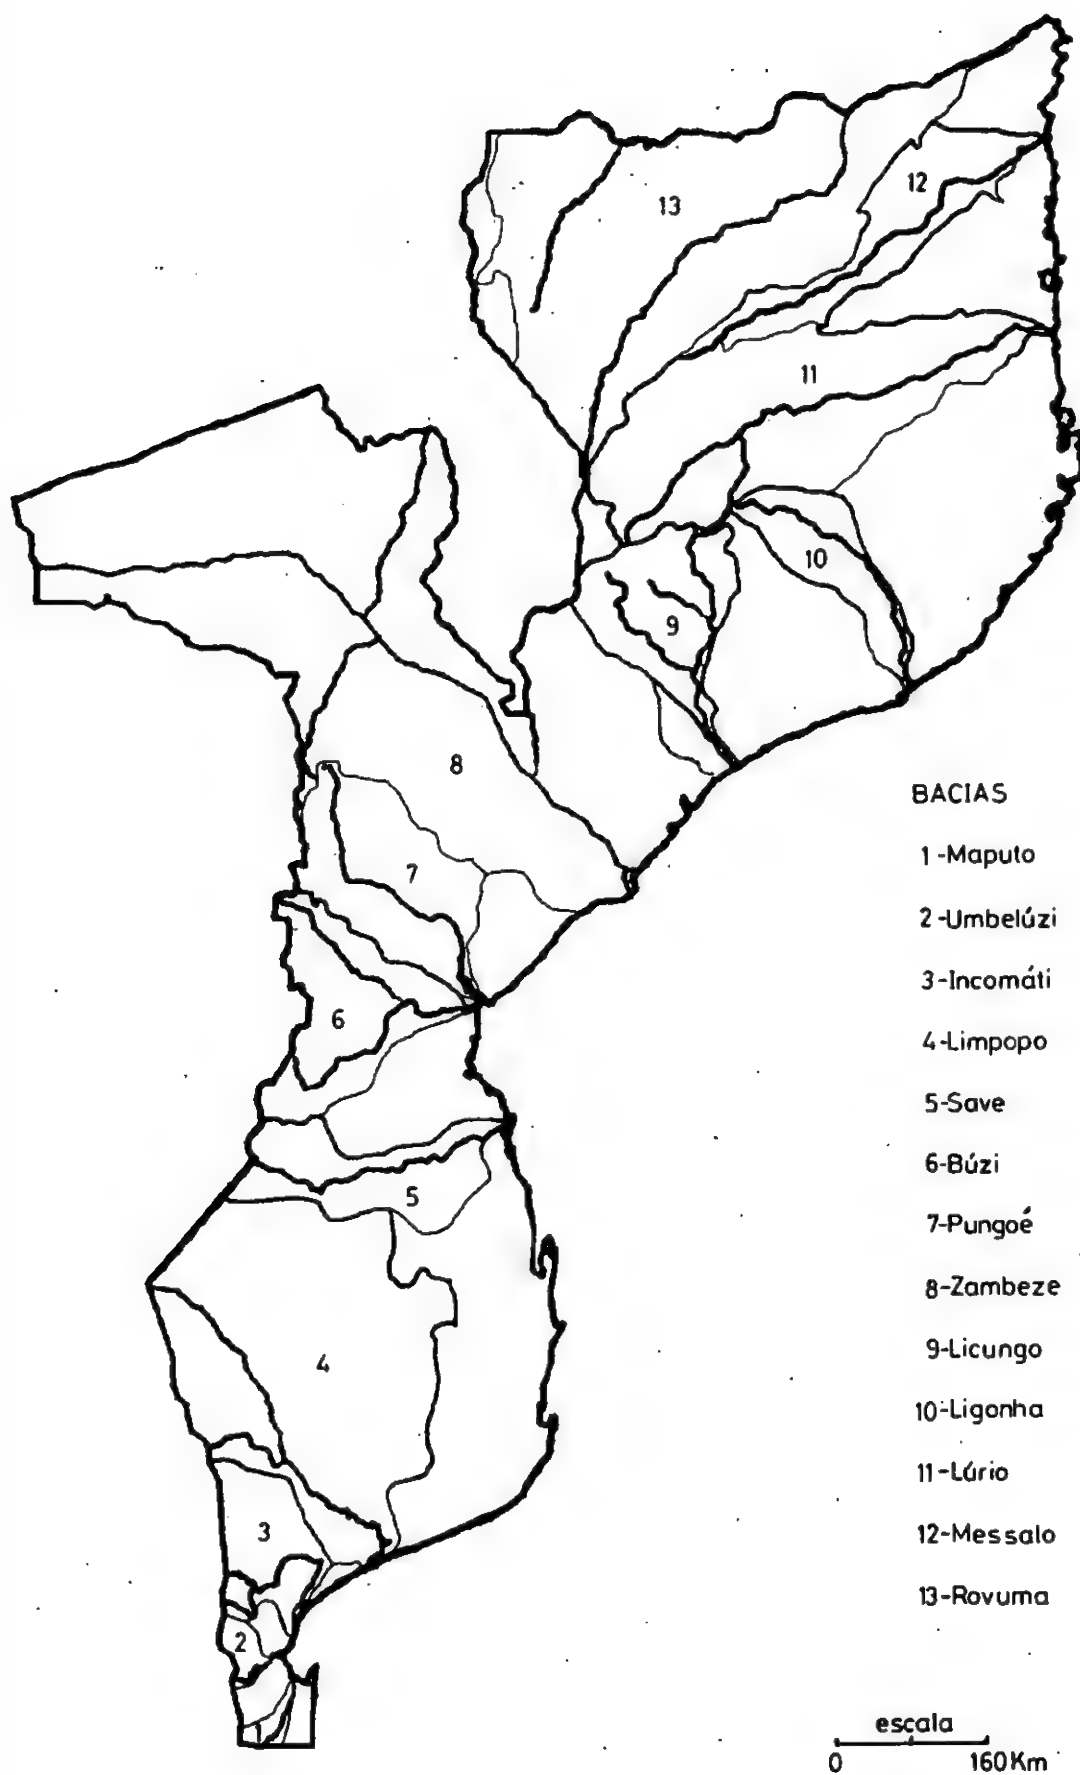 13
12
11
10
9
8
7
6
5
4
3
2
BACIAS
1-Maputo
2-Umbelúzi
3-Incomáti
4-Limpopo
5-Save
6-Búzi
7-Pungoé
8-Zambeze
9-Licungo
10-Ligonha
11-Lúrio
12-Messalo
13-Rovuma
escala
0 160Km